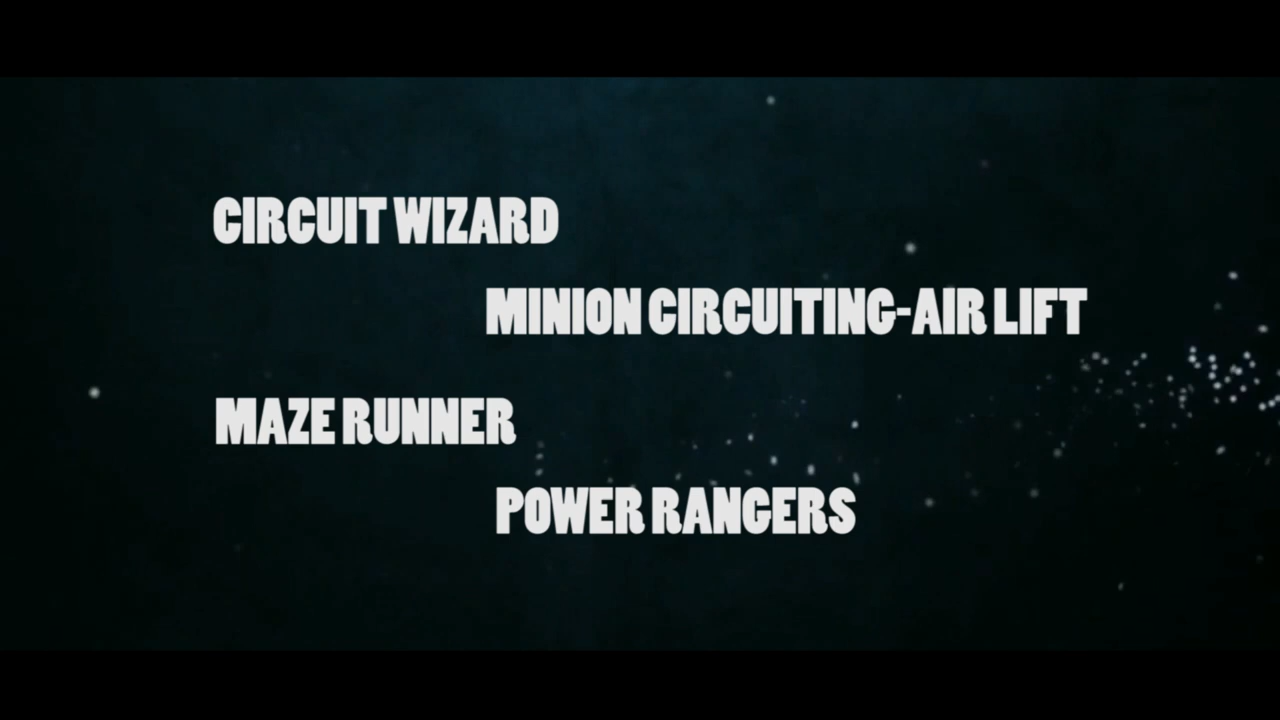 CIRCUIT WIZARD
MINION CIRCUITING-AIR LIFT
MAZE RUNNER
POWER RANGERS